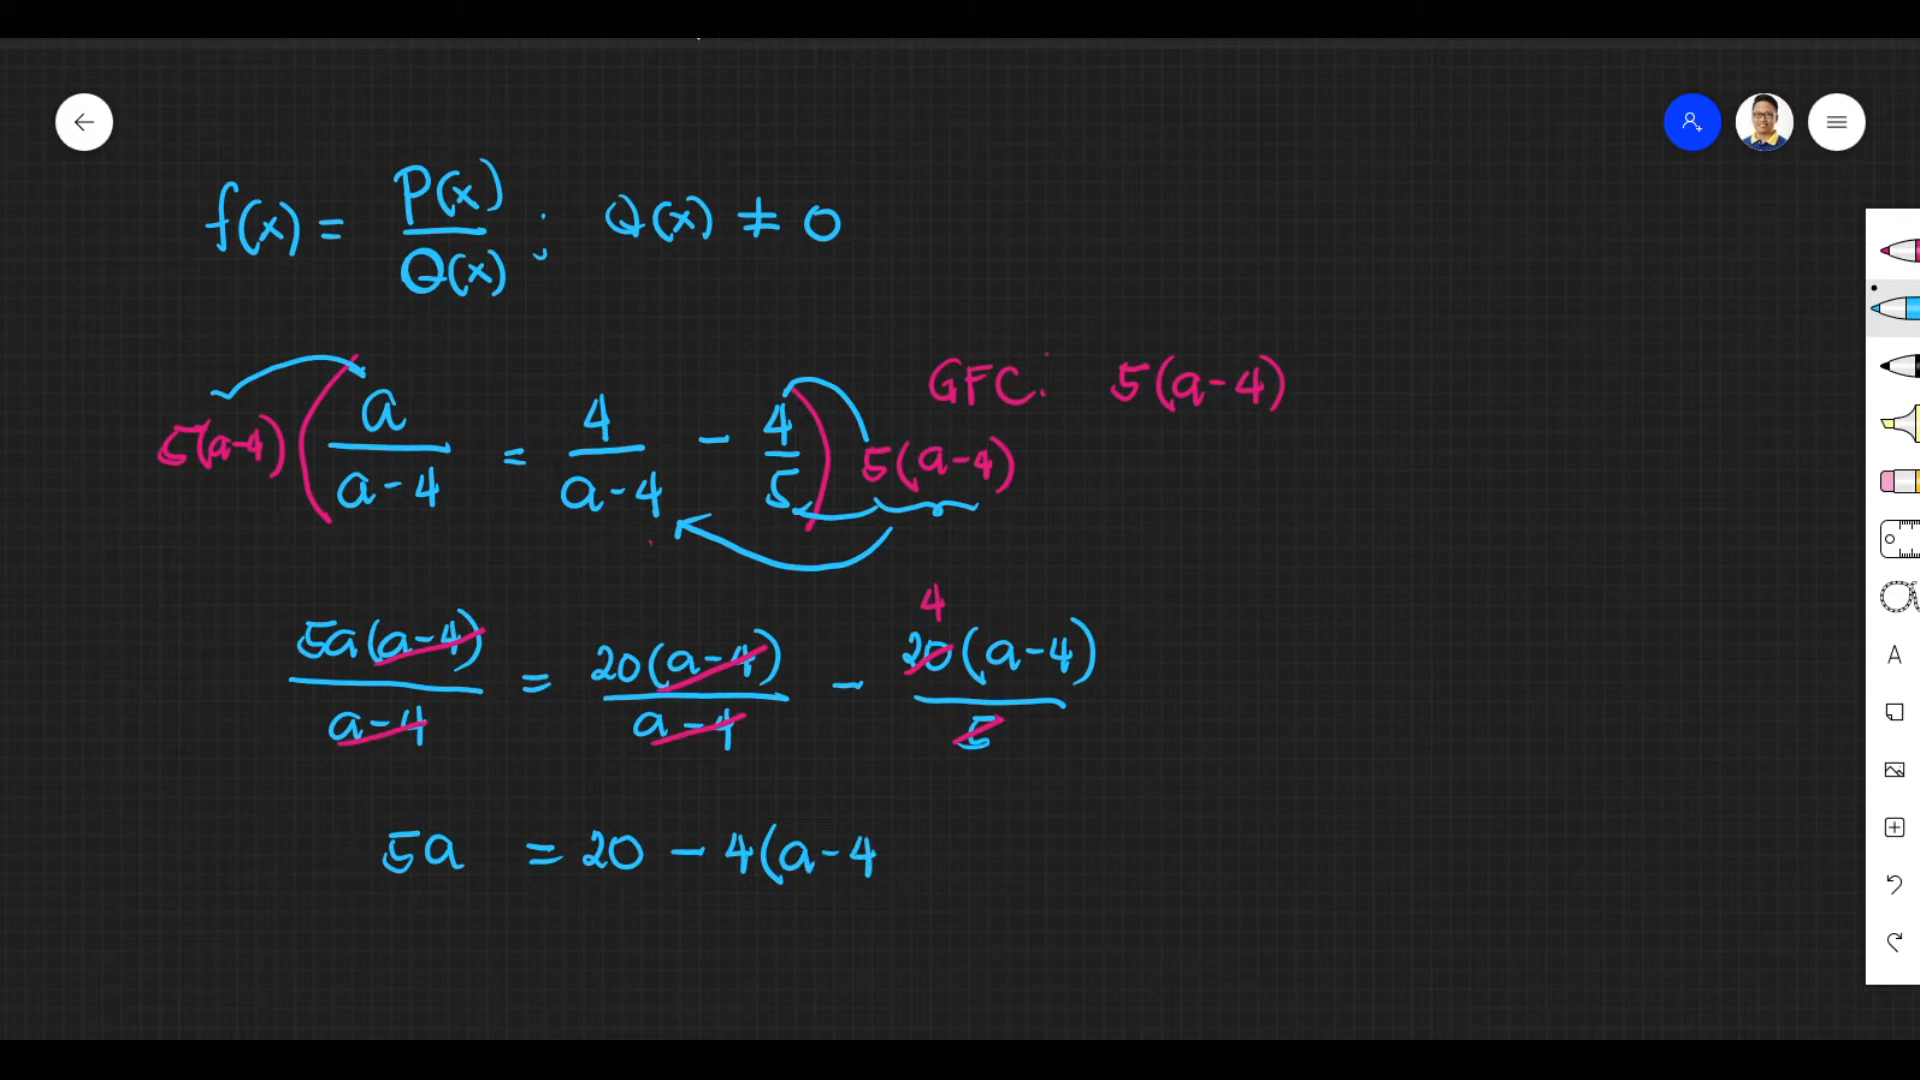 f(x) = P(x)/Q(x) ; Q(x) ≠ 0
GFC: 5(a-4)
5(a-4) ( a/(a-4) = 4/(a-4) - 4/5 ) 5(a-4)
4
5a(a-4)/(a-4) = 20(a-4)/(a-4) - 20(a-4)/5
5a = 20 - 4(a-4
A